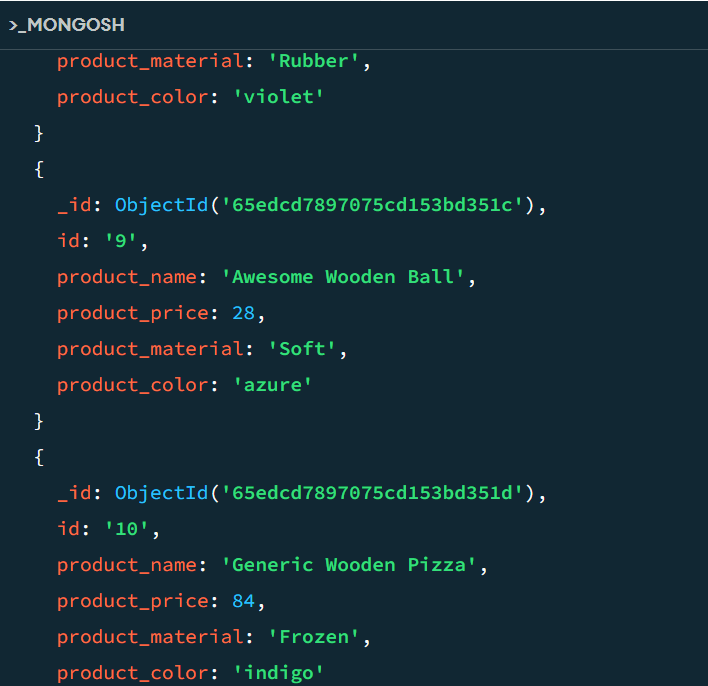 >_MONGOSH
product_material: 'Rubber',
product_color: 'violet'
}
{
_id: ObjectId('65edcd7897075cd153bd351c'),
id: '9',
product_name: 'Awesome Wooden Ball',
product_price: 28,
product_material: 'Soft',
product_color: 'azure'
}
{
_id: ObjectId('65edcd7897075cd153bd351d'),
id: '10',
product_name: 'Generic Wooden Pizza',
product_price: 84,
product_material: 'Frozen',
product_color: 'indigo'